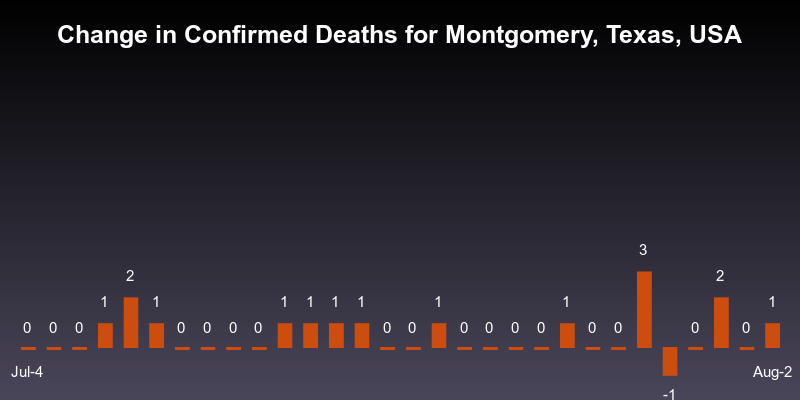 Change in Confirmed Deaths for Montgomery, Texas, USA
3
2 2
1 1 1 1 1 1 1 1 1
0 0 0 0 0 0 0 0 0 0 0 0 0 0 0 0 0
Jul-4 Aug-2
-1